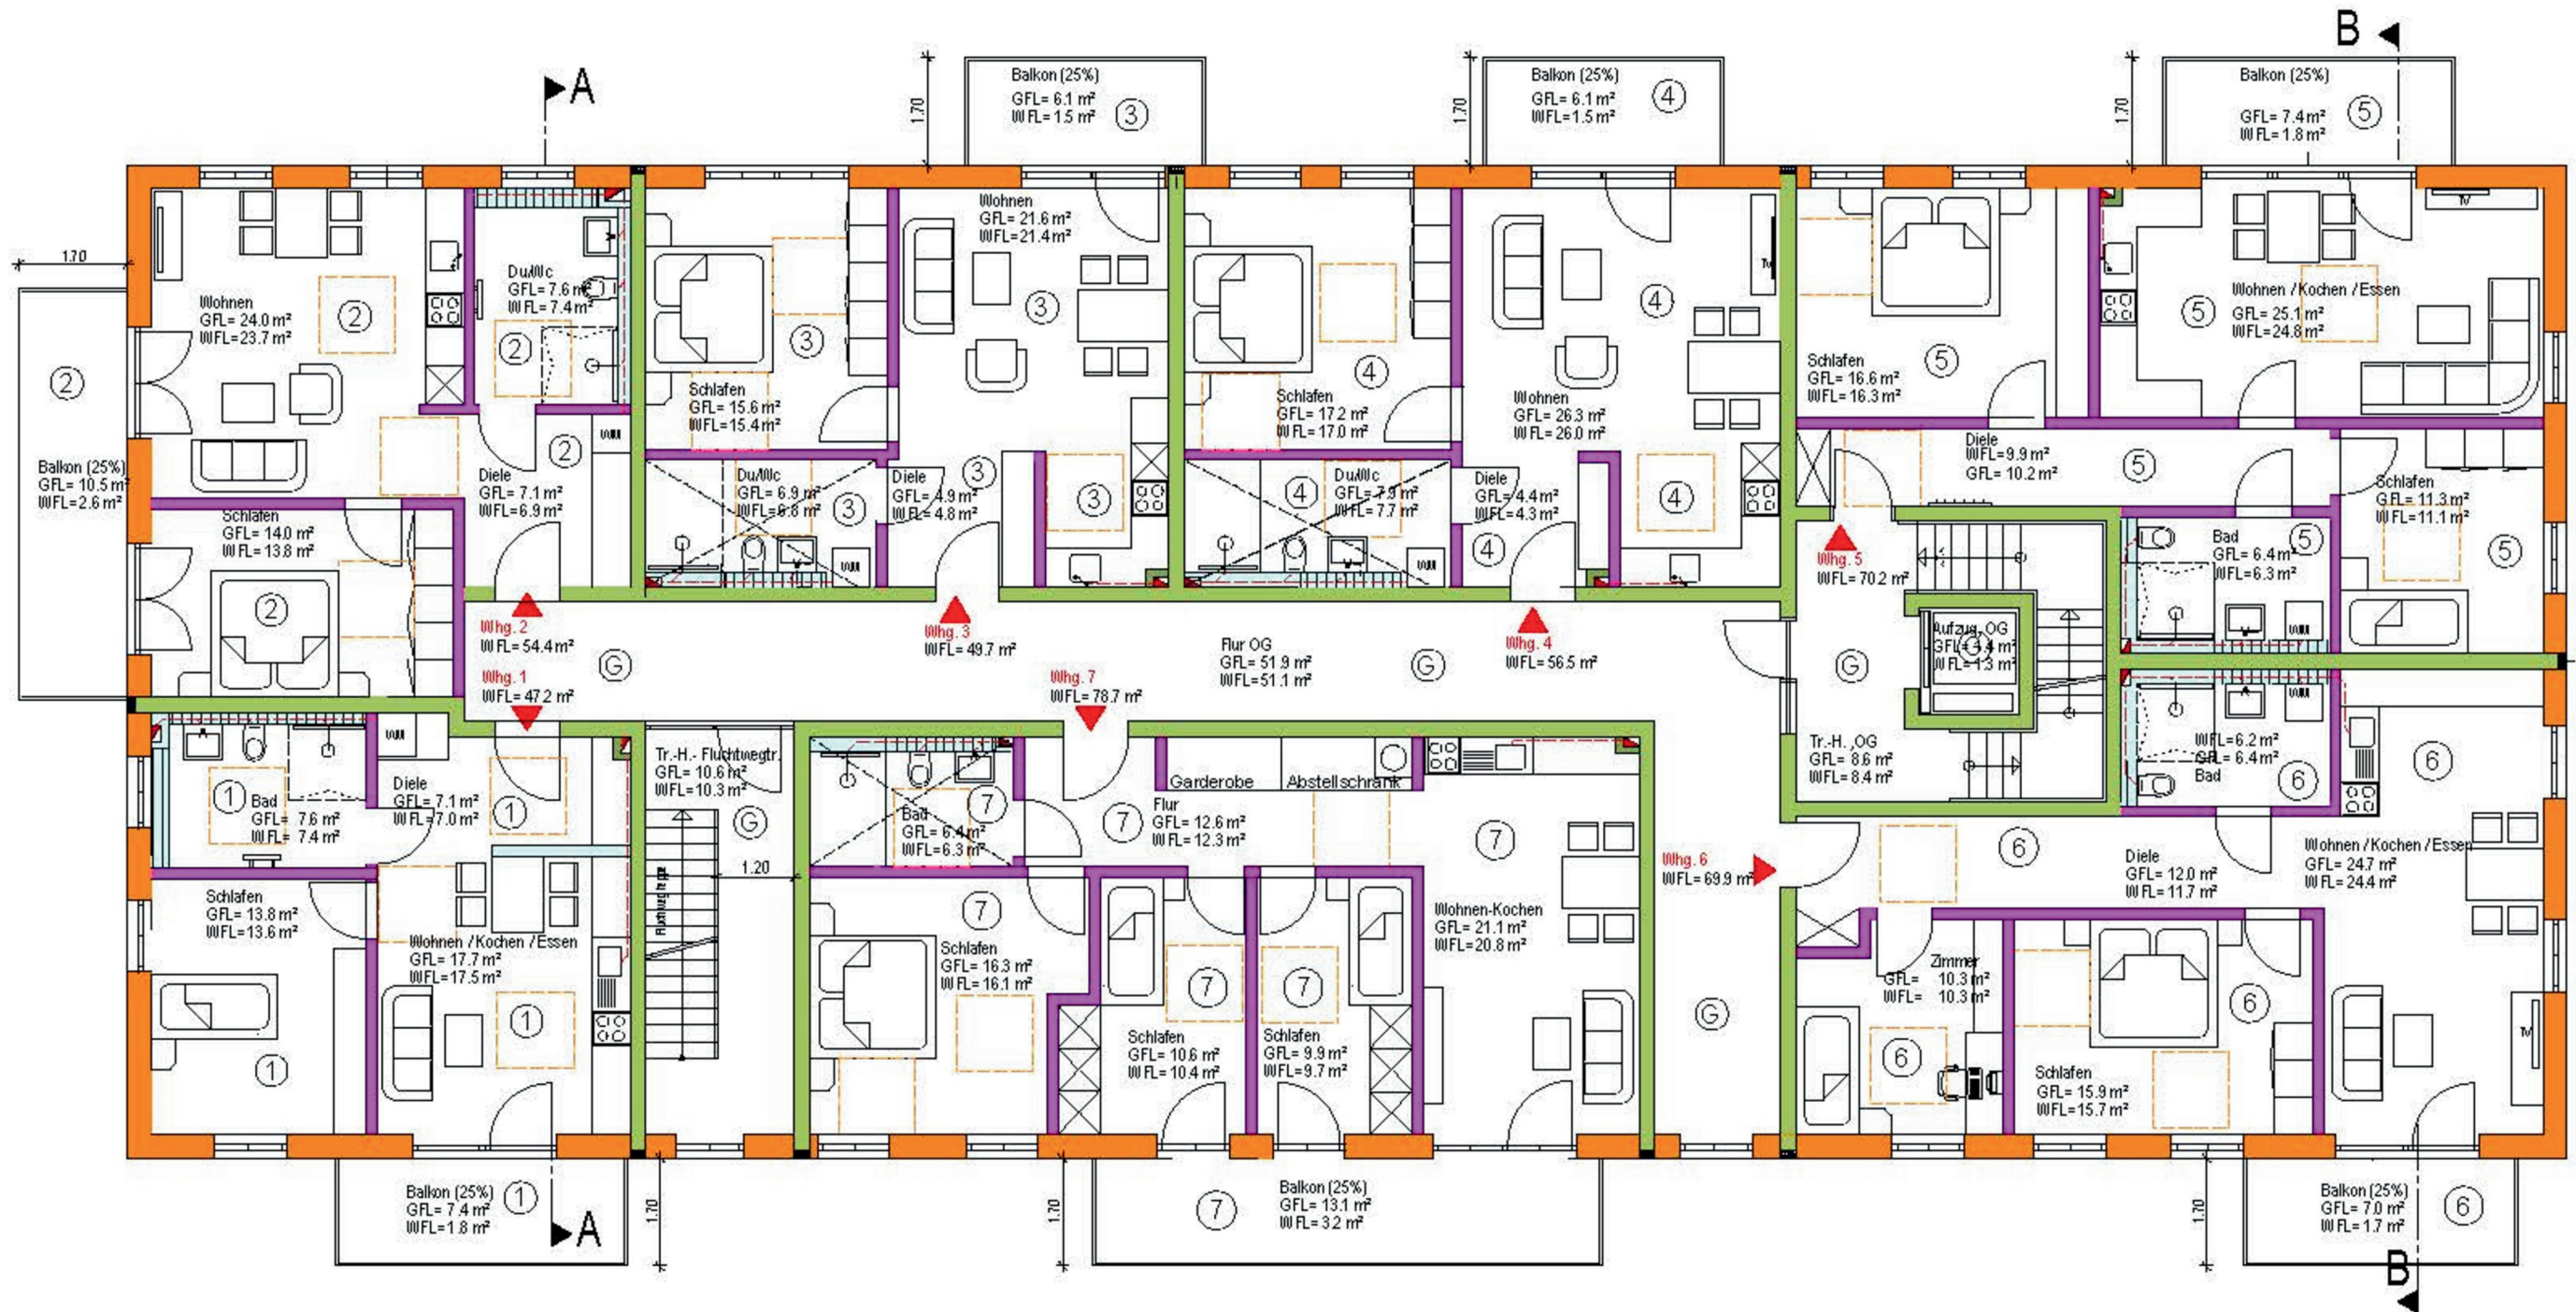 B
A
Balkon (25%)
GFL= 6.1 m²
WFL= 1.5 m²
3
1.70
Balkon (25%)
GFL= 6.1 m²
WFL= 1.5 m²
4
1.70
Balkon (25%)
GFL= 7.4 m²
WFL= 1.8 m²
5
1.70
1.70
2
Balkon (25%)
GFL= 10.5 m²
WFL= 2.6 m²
Wohnen
GFL= 24.0 m²
WFL= 23.7 m²
2
Du/Wc
GFL= 7.6 m²
WFL= 7.4 m²
2
Diele
GFL= 7.1 m²
WFL= 6.9 m²
2
WM
Schlafen
GFL= 14.0 m²
WFL= 13.8 m²
2
Schlafen
GFL= 15.6 m²
WFL= 15.4 m²
3
Wohnen
GFL= 21.6 m²
WFL= 21.4 m²
3
Du/Wc
GFL= 6.9 m²
WFL= 6.8 m²
3
WM
Diele
GFL= 4.9 m²
WFL= 4.8 m²
3
3
Schlafen
GFL= 17.2 m²
WFL= 17.0 m²
4
Wohnen
GFL= 26.3 m²
WFL= 26.0 m²
4
TV
Du/Wc
GFL= 7.9 m²
WFL= 7.7 m²
4
WM
Diele
GFL= 4.4 m²
WFL= 4.3 m²
4
4
Schlafen
GFL= 16.6 m²
WFL= 16.3 m²
5
TV
Wohnen /Kochen /Essen
GFL= 25.1 m²
WFL= 24.8 m²
5
Diele
WFL= 9.9 m²
GFL= 10.2 m²
5
Schlafen
GFL= 11.3 m²
WFL= 11.1 m²
5
Bad
GFL= 6.4 m²
WFL= 6.3 m²
5
WM
Whg. 2
WFL= 54.4 m²
Whg. 1
WFL= 47.2 m²
G
Whg. 3
WFL= 49.7 m²
Whg. 7
WFL= 78.7 m²
Flur OG
GFL= 51.9 m²
WFL= 51.1 m²
G
Whg. 4
WFL= 56.5 m²
Whg. 5
WFL= 70.2 m²
G
Aufzug, OG
WFL= 1.3 m²
Tr.-H. ,OG
GFL= 8.6 m²
WFL= 8.4 m²
Whg. 6
WFL= 69.9 m²
G
1
Bad
GFL= 7.6 m²
WFL= 7.4 m²
WM
Diele
GFL= 7.1 m²
WFL= 7.0 m²
1
Schlafen
GFL= 13.8 m²
WFL= 13.6 m²
1
Wohnen /Kochen /Essen
GFL= 17.7 m²
WFL= 17.5 m²
1
Tr.-H.- Fluchtwegtr.
GFL= 10.6 m²
WFL= 10.3 m²
G
1.20
Fluchtwegtreppe
Bad
GFL= 6.4 m²
WFL= 6.3 m²
7
Garderobe
Abstellschrank
Flur
GFL= 12.6 m²
WFL= 12.3 m²
7
7
Wohnen-Kochen
GFL= 21.1 m²
WFL= 20.8 m²
Schlafen
GFL= 16.3 m²
WFL= 16.1 m²
7
Schlafen
GFL= 10.6 m²
WFL= 10.4 m²
7
Schlafen
GFL= 9.9 m²
WFL= 9.7 m²
7
WM
WFL= 6.2 m²
GFL= 6.4 m²
Bad
6
6
Wohnen /Kochen /Essen
GFL= 24.7 m²
WFL= 24.4 m²
Diele
GFL= 12.0 m²
WFL= 11.7 m²
6
Zimmer
GFL= 10.3 m²
WFL= 10.3 m²
6
Schlafen
GFL= 15.9 m²
WFL= 15.7 m²
6
TV
Balkon (25%)
GFL= 7.4 m²
WFL= 1.8 m²
1
A
1.70
1.70
7
Balkon (25%)
GFL= 13.1 m²
WFL= 3.2 m²
1.70
Balkon (25%)
GFL= 7.0 m²
WFL= 1.7 m²
6
B